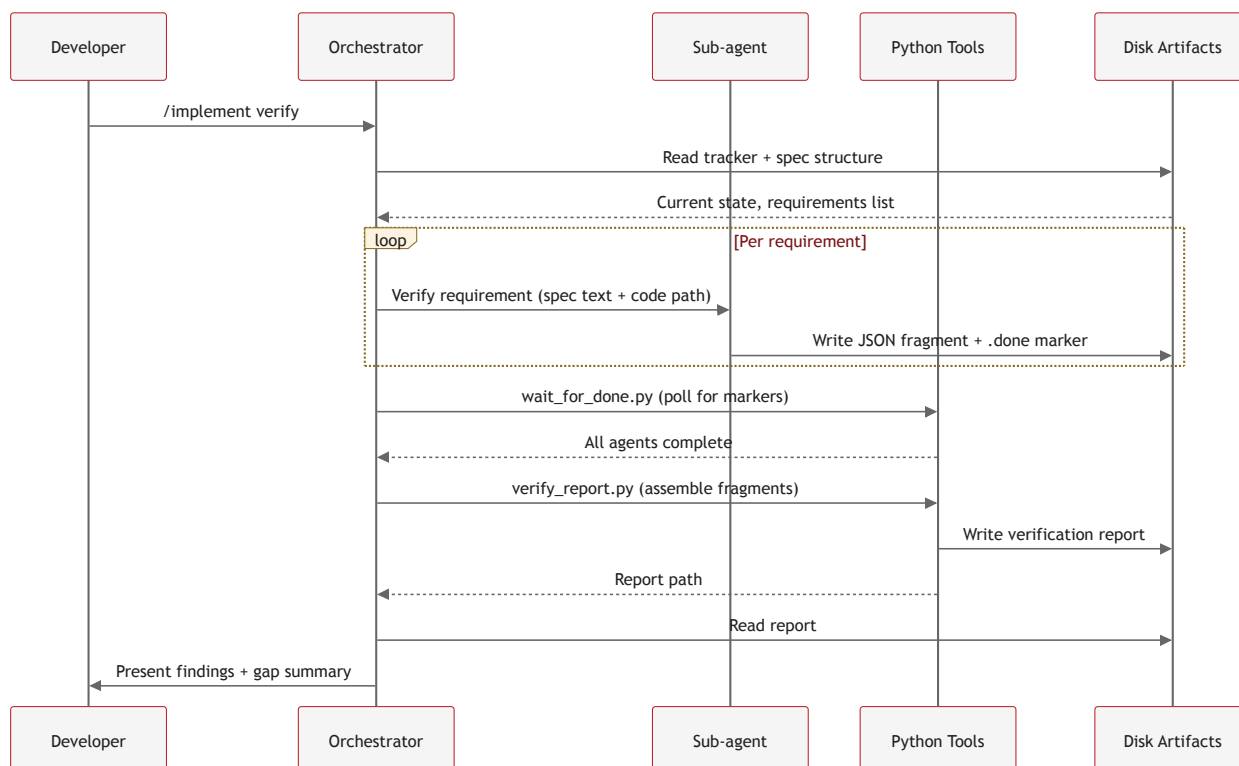 Developer
Orchestrator
Sub-agent
Python Tools
Disk Artifacts
/implement verify
Read tracker + spec structure
Current state, requirements list
loop
[Per requirement]
Verify requirement (spec text + code path)
Write JSON fragment + .done marker
wait_for_done.py (poll for markers)
All agents complete
verify_report.py (assemble fragments)
Write verification report
Report path
Read report
Present findings + gap summary
Developer
Orchestrator
Sub-agent
Python Tools
Disk Artifacts